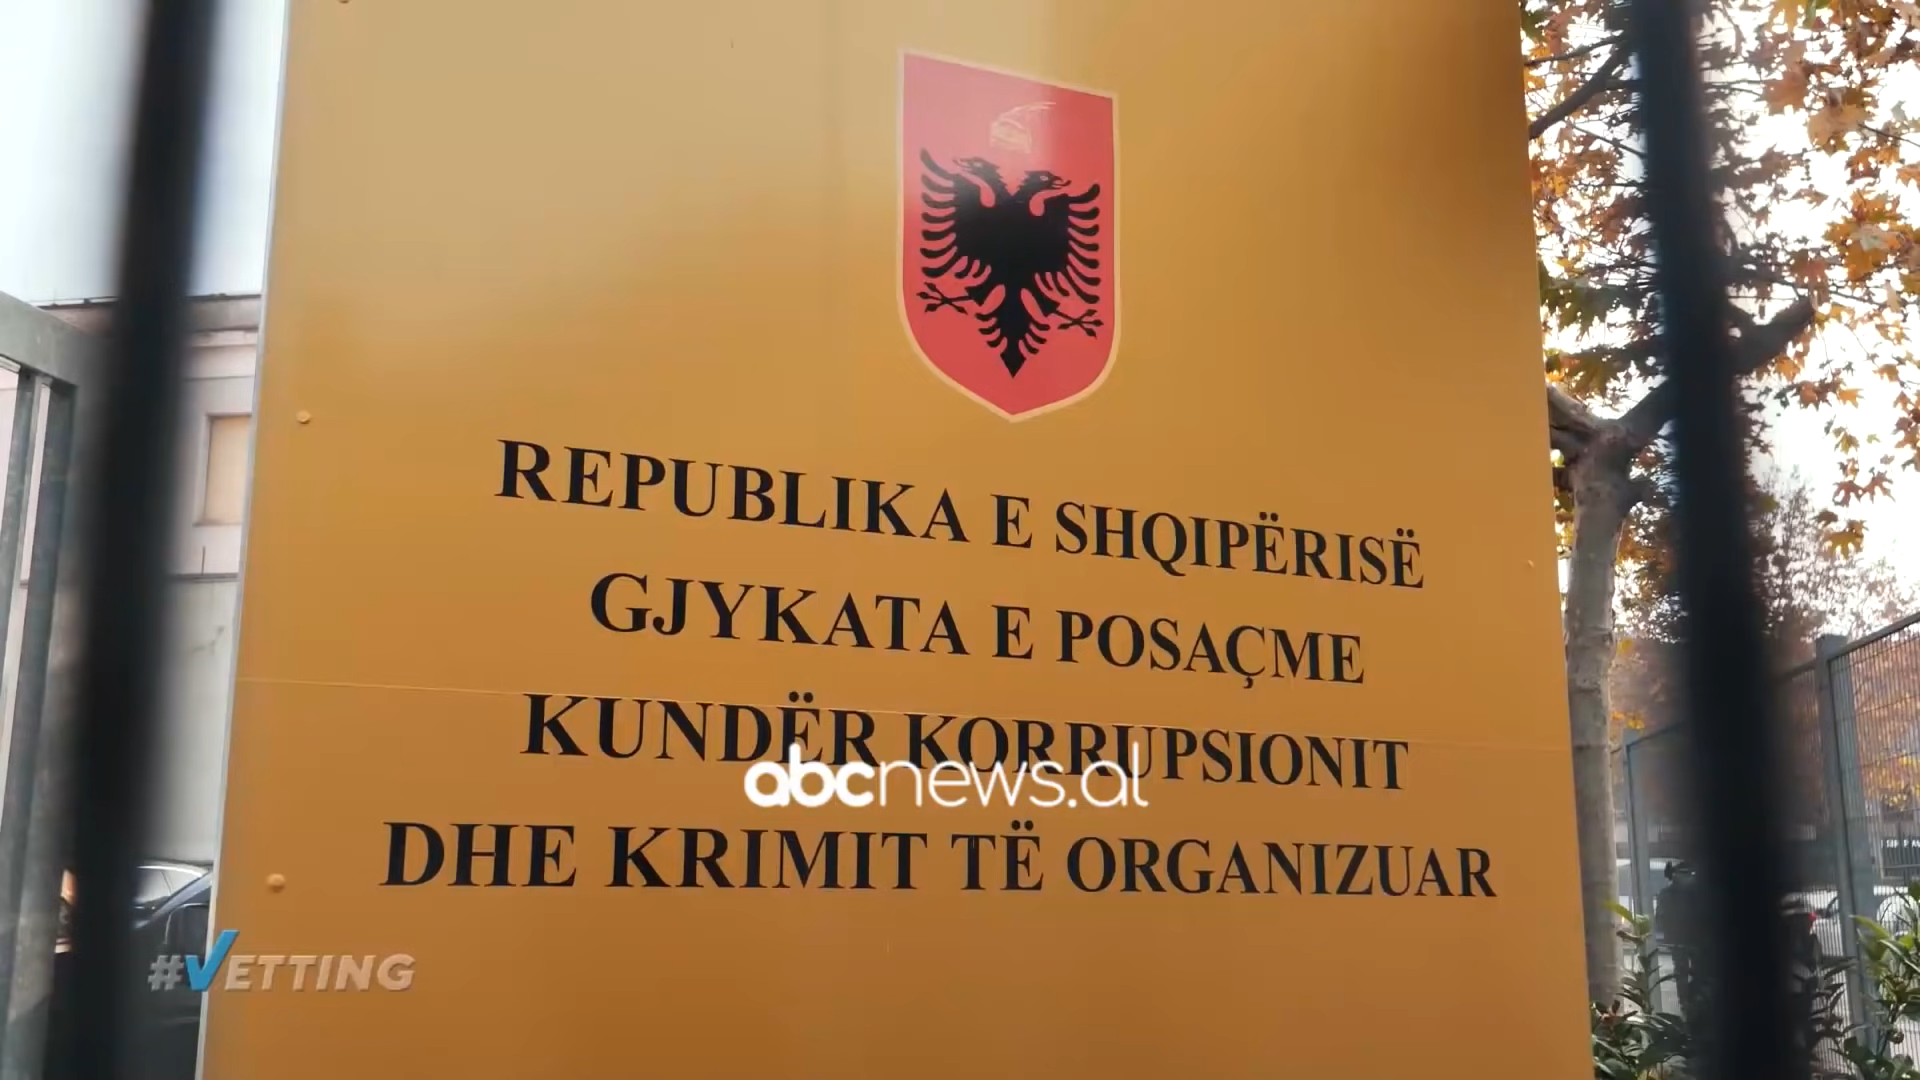 REPUBLIKA E SHQIPËRISË
GJYKATA E POSAÇME
KUNDËR KORRUPSIONIT
abcnews.al
DHE KRIMIT TË ORGANIZUAR
#VETTING